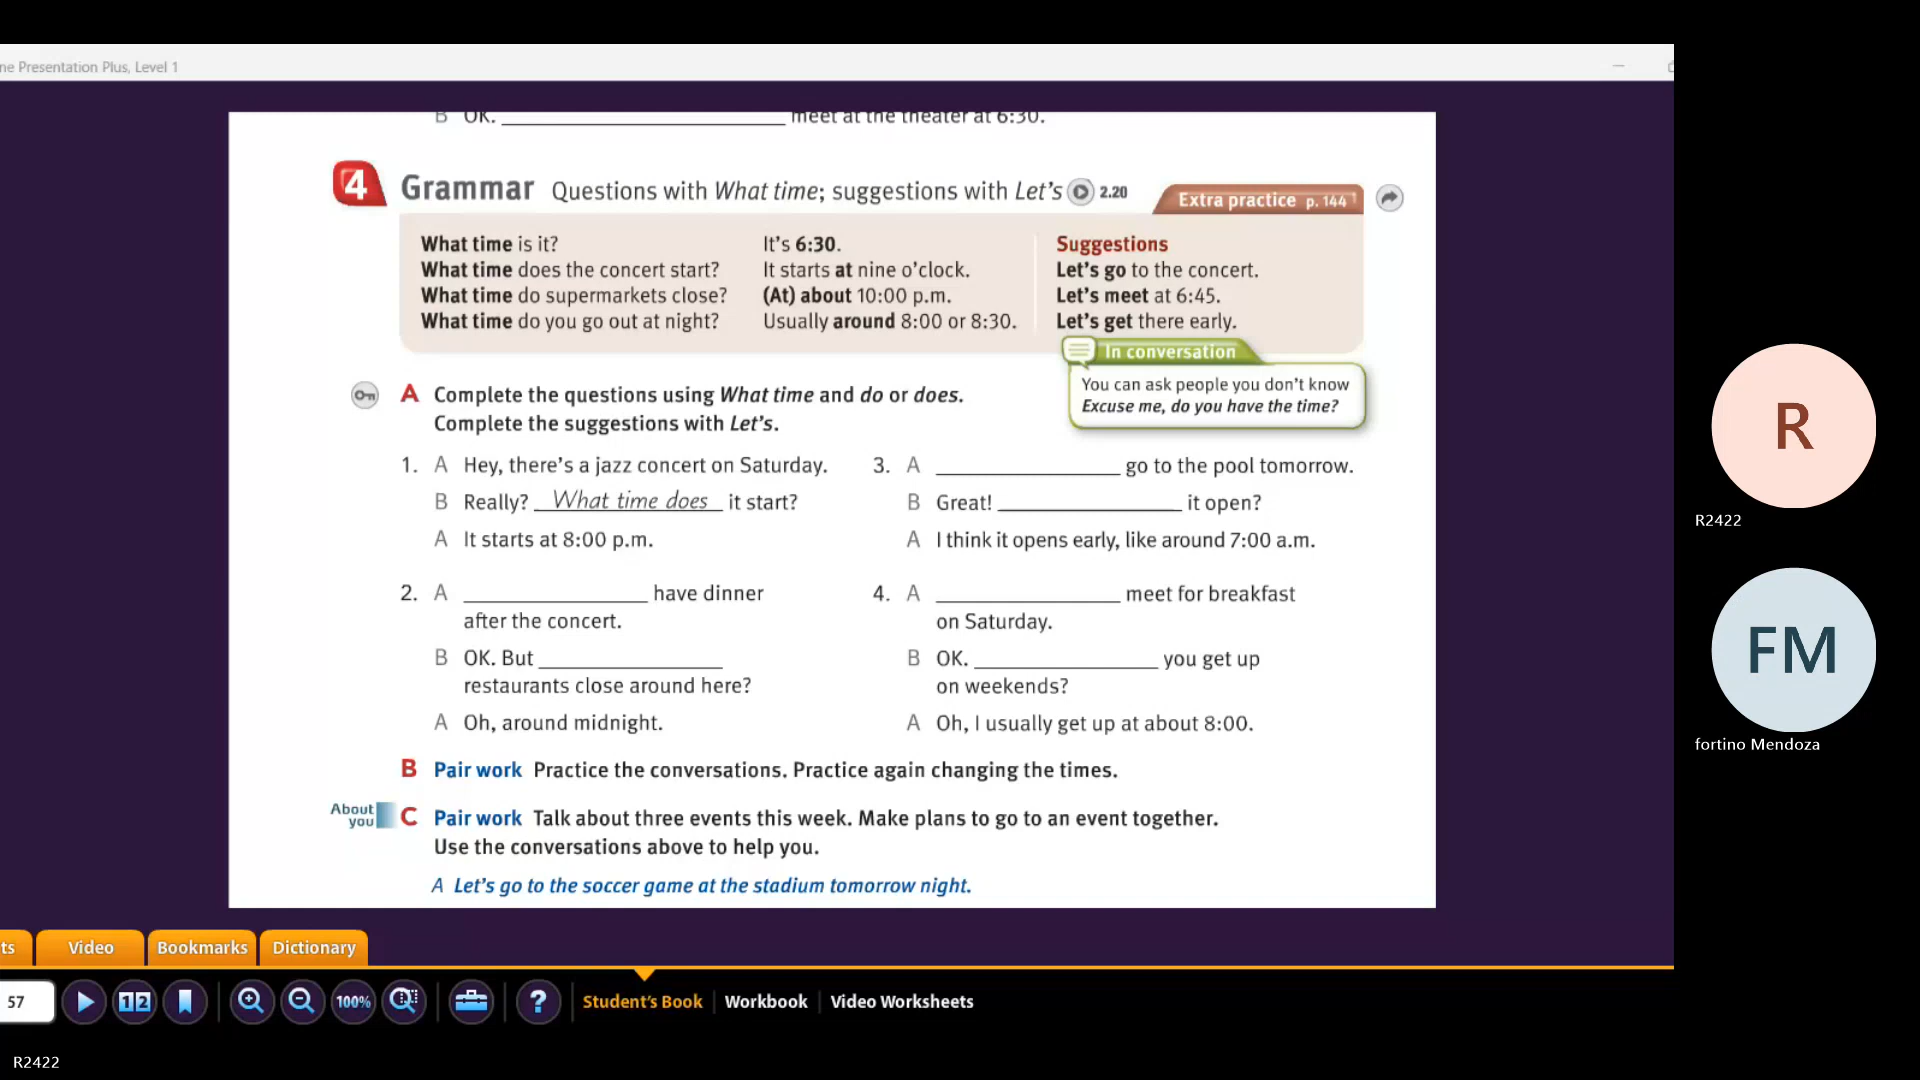 ne Presentation Plus, Level 1
B OK. ____________ meet at the theater at 6:30.
4 Grammar Questions with What time; suggestions with Let's 2.20
Extra practice p. 144
What time is it? It's 6:30. Suggestions
What time does the concert start? It starts at nine o'clock. Let's go to the concert.
What time do supermarkets close? (At) about 10:00 p.m. Let's meet at 6:45.
What time do you go out at night? Usually around 8:00 or 8:30. Let's get there early.
In conversation
You can ask people you don't know
Excuse me, do you have the time?
A Complete the questions using What time and do or does.
Complete the suggestions with Let's.
1. A Hey, there's a jazz concert on Saturday.
B Really? What time does it start?
A It starts at 8:00 p.m.
2. A ____________ have dinner
after the concert.
B OK. But ____________
restaurants close around here?
A Oh, around midnight.
3. A ____________ go to the pool tomorrow.
B Great! ____________ it open?
A I think it opens early, like around 7:00 a.m.
4. A ____________ meet for breakfast
on Saturday.
B OK. ____________ you get up
on weekends?
A Oh, I usually get up at about 8:00.
B Pair work Practice the conversations. Practice again changing the times.
About
you
C Pair work Talk about three events this week. Make plans to go to an event together.
Use the conversations above to help you.
A Let's go to the soccer game at the stadium tomorrow night.
R
R2422
FM
fortino Mendoza
ts Video Bookmarks Dictionary
57 12 100% ? Student's Book Workbook Video Worksheets
R2422